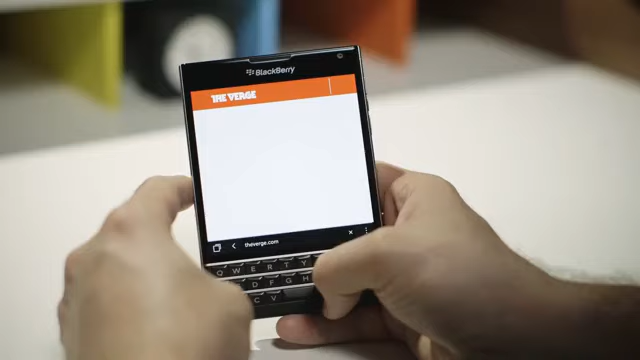 BlackBerry
THE VERGE
theverge.com
Q W E R T Y
D F G H
C V